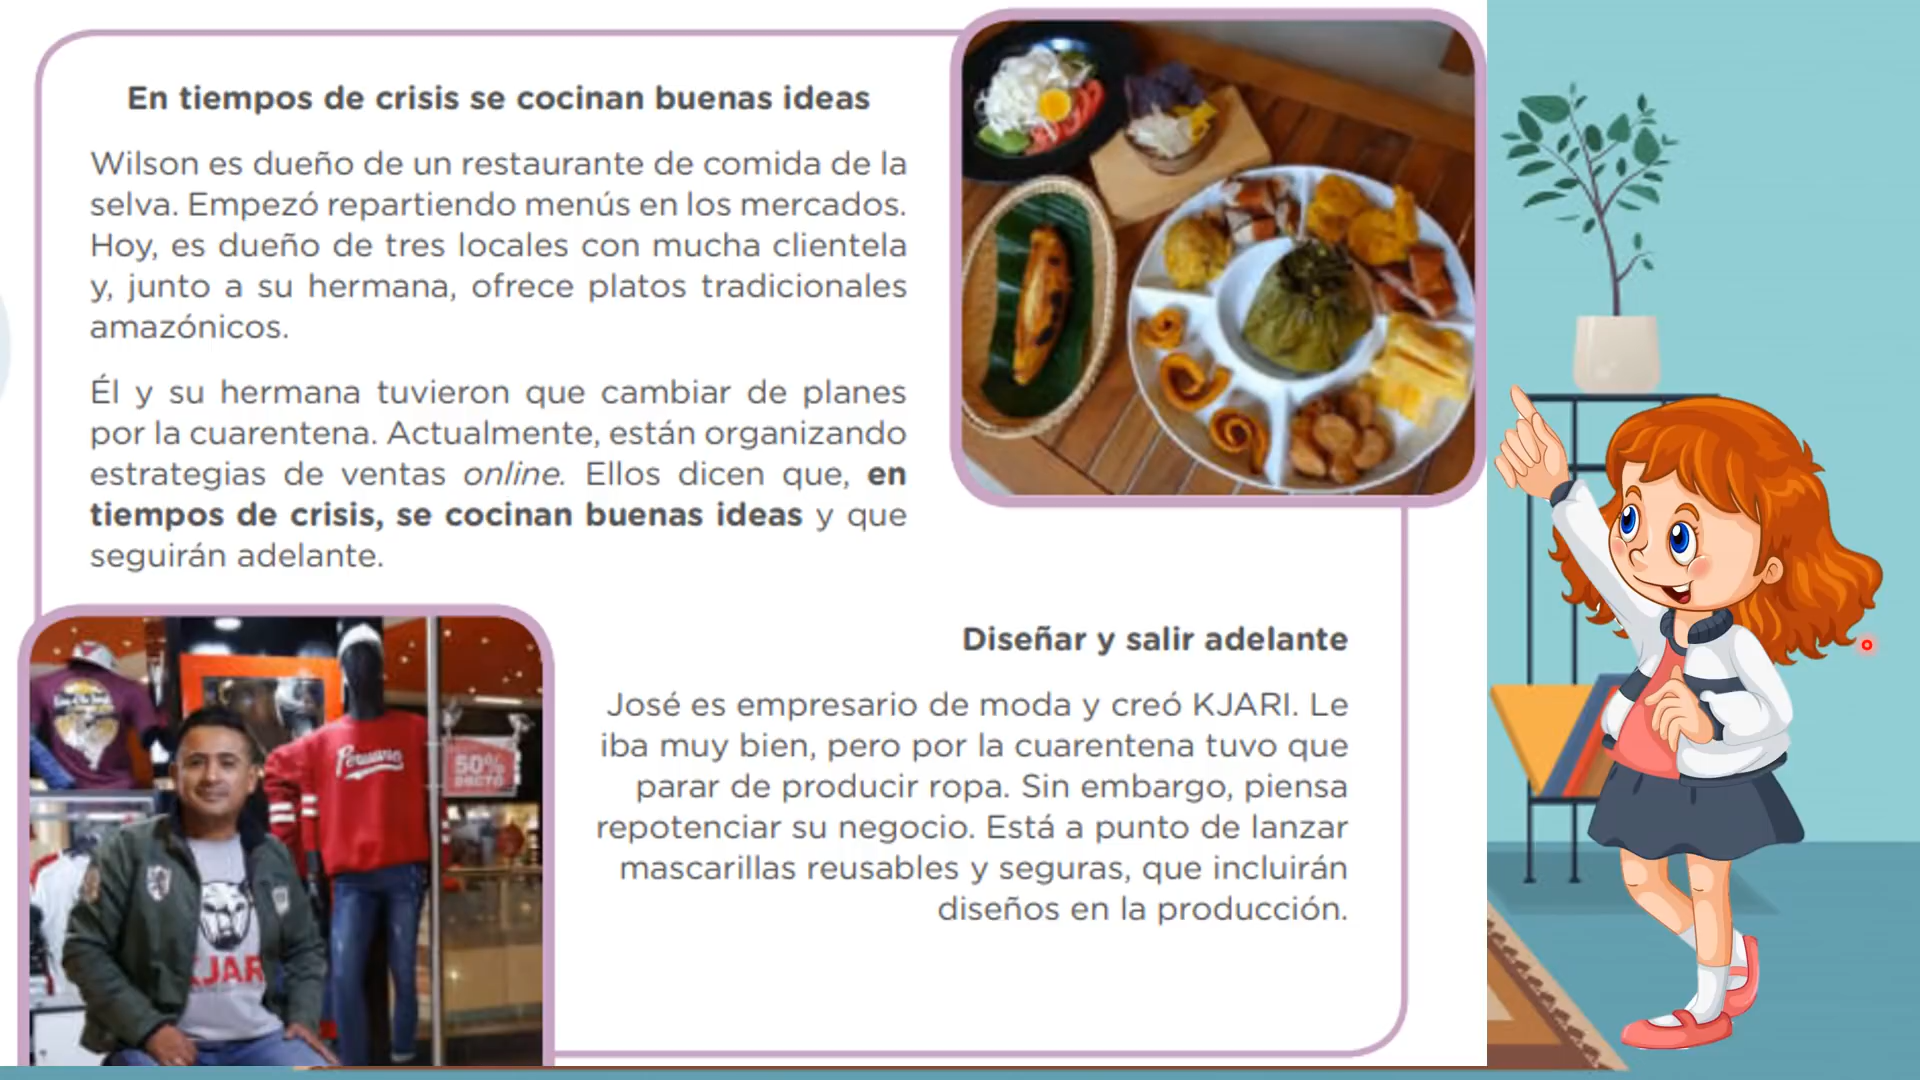 En tiempos de crisis se cocinan buenas ideas
Wilson es dueño de un restaurante de comida de la
selva. Empezó repartiendo menús en los mercados.
Hoy, es dueño de tres locales con mucha clientela
y, junto a su hermana, ofrece platos tradicionales
amazónicos.
Él y su hermana tuvieron que cambiar de planes
por la cuarentena. Actualmente, están organizando
estrategias de ventas online. Ellos dicen que, en
tiempos de crisis, se cocinan buenas ideas y que
seguirán adelante.
Diseñar y salir adelante
José es empresario de moda y creó KJARI. Le
iba muy bien, pero por la cuarentena tuvo que
parar de producir ropa. Sin embargo, piensa
repotenciar su negocio. Está a punto de lanzar
mascarillas reusables y seguras, que incluirán
diseños en la producción.
Peruano
50%
KJAR